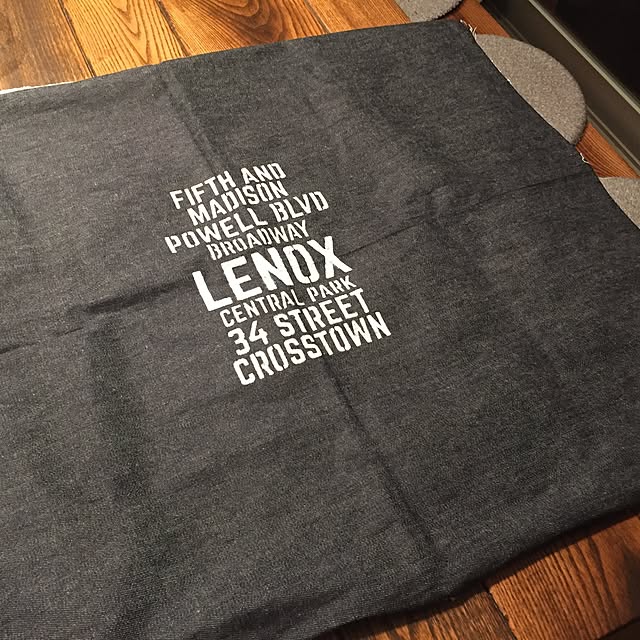 FIFTH AND
MADISON
POWELL BLVD
BROADWAY
LENOX
CENTRAL PARK
34 STREET
CROSSTOWN